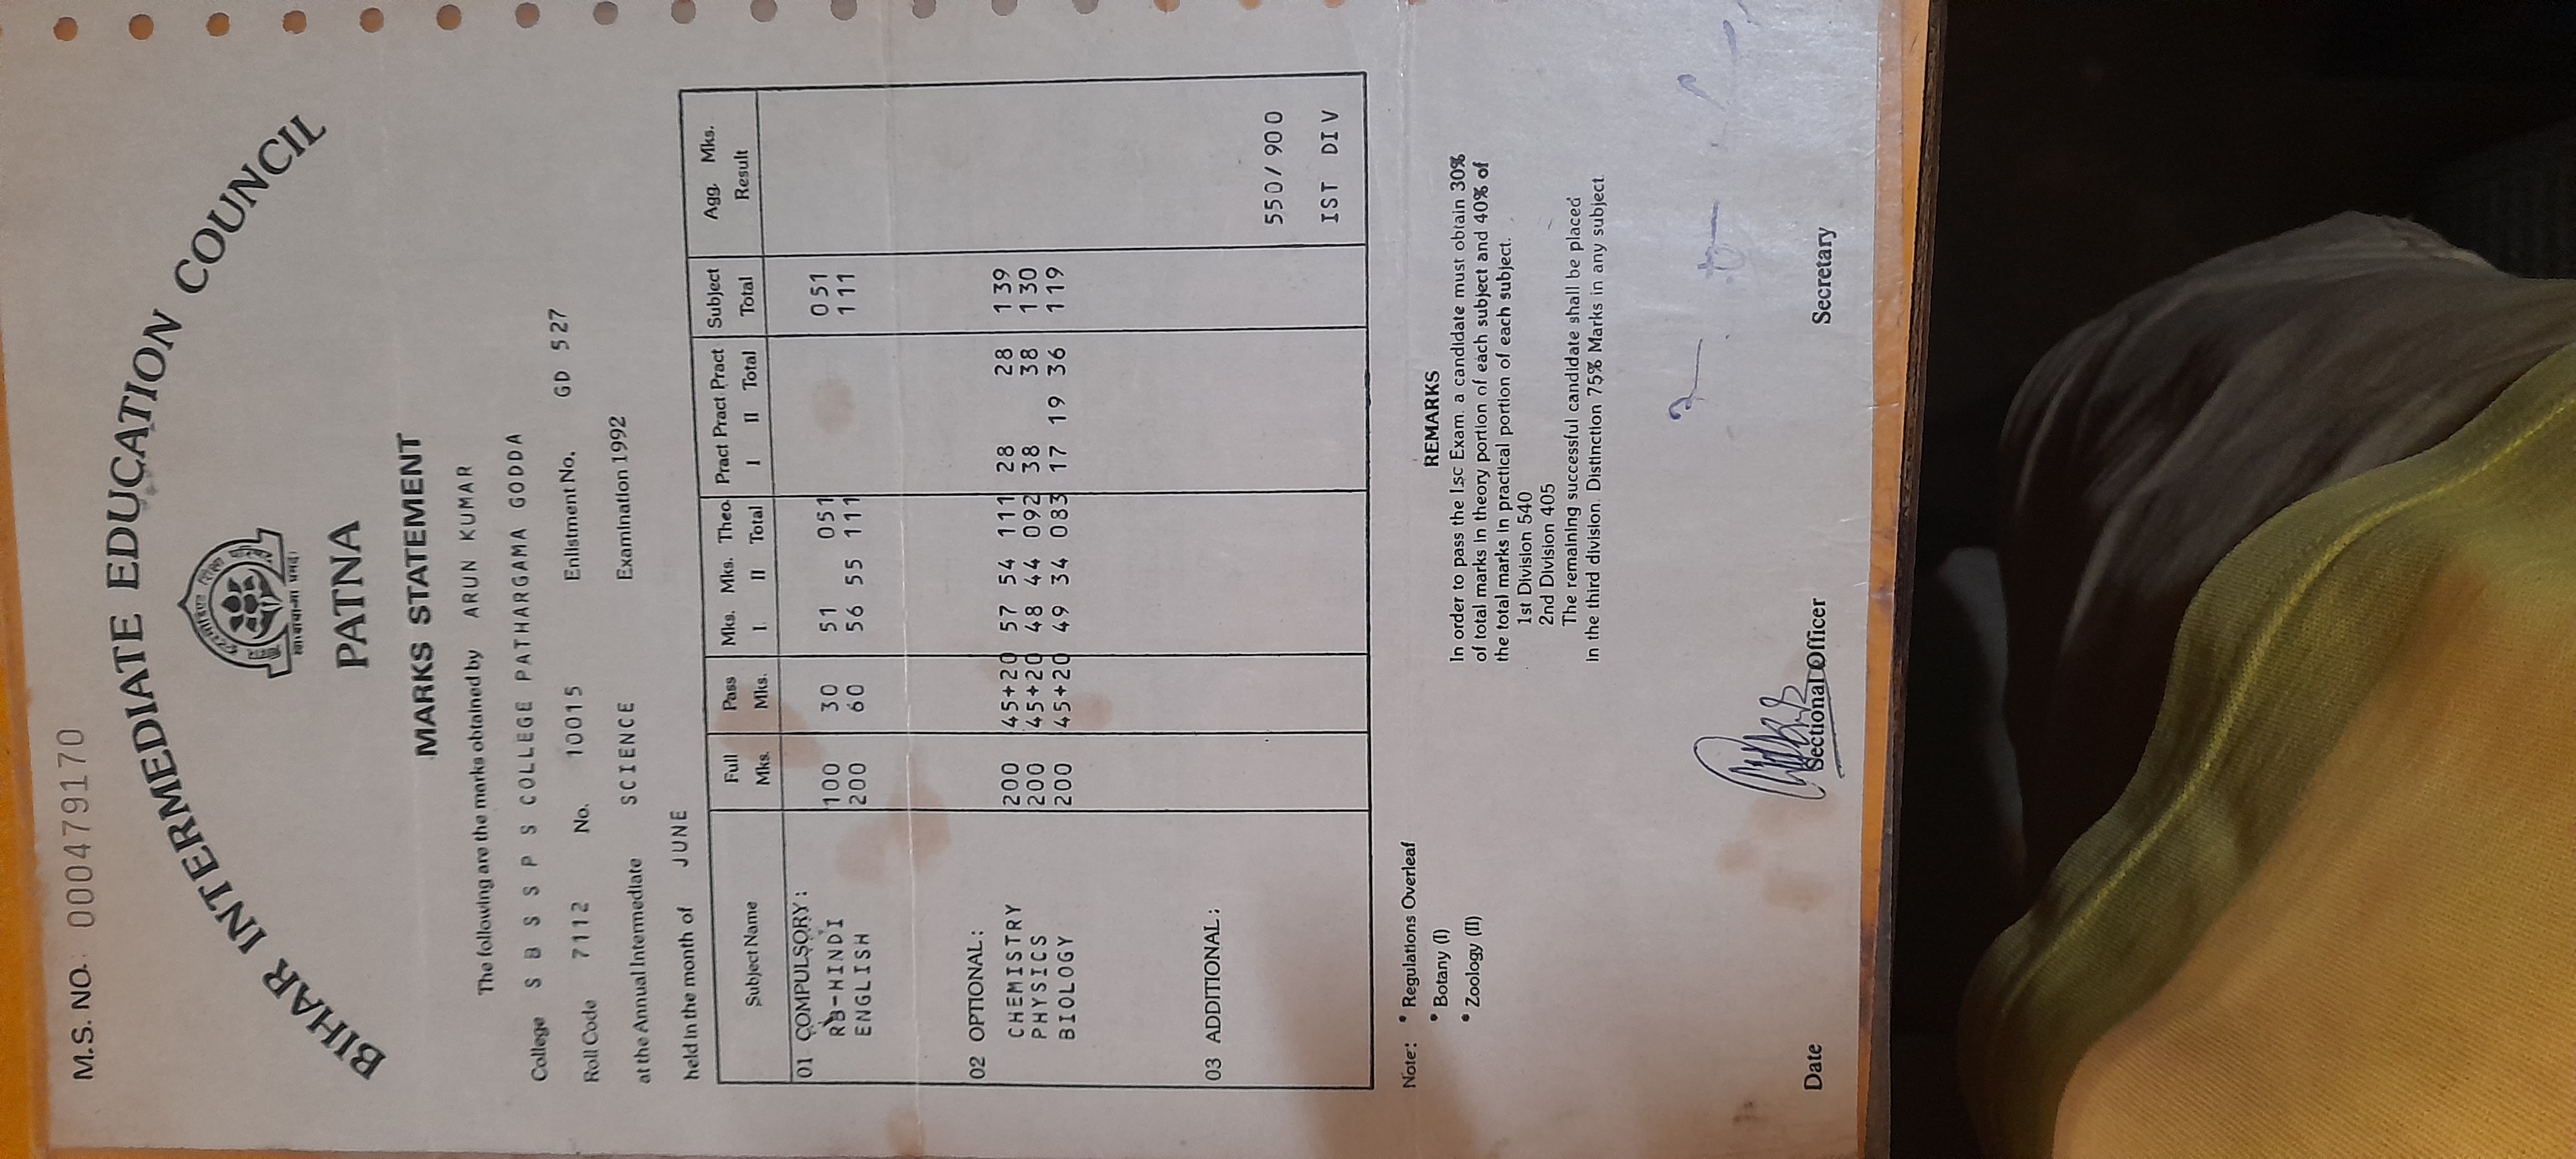 M.S. NO. 000479170
BIHAR INTERMEDIATE EDUCATION COUNCIL
PATNA
MARKS STATEMENT
The following are the marks obtained by ARUN KUMAR
College S B S S P S COLLEGE PATHARGAMA GODDA
Roll Code 7112 No. 10015 Enlistment No. GD 527
at the Annual Intermediate SCIENCE Examination 1992
held in the month of JUNE
Subject Name Full Mks. Pass Mks. Mks. I. Mks. II Theo. Total Pract I Pract II Pract Total Subject Total Agg. Mks. Result
01 COMPULSORY:
RB-HINDI 100 30 51 051 051
ENGLISH 200 60 56 55 111 111
02 OPTIONAL:
CHEMISTRY 200 45+20 57 54 111 28 28 139
PHYSICS 200 45+20 48 44 092 38 38 130
BIOLOGY 200 45+20 49 34 083 17 19 36 119
03 ADDITIONAL:
550/900
IST DIV
Note: * Regulations Overleaf
* Botany (I)
* Zoology (II)
REMARKS
In order to pass the I.sc Exam. a candidate must obtain 30%
of total marks in theory portion of each subject and 40% of
the total marks in practical portion of each subject.
1st Division 540
2nd Division 405
The remaining successful candidate shall be placed
in the third division. Distinction 75% Marks in any subject.
Date Sectional Officer Secretary